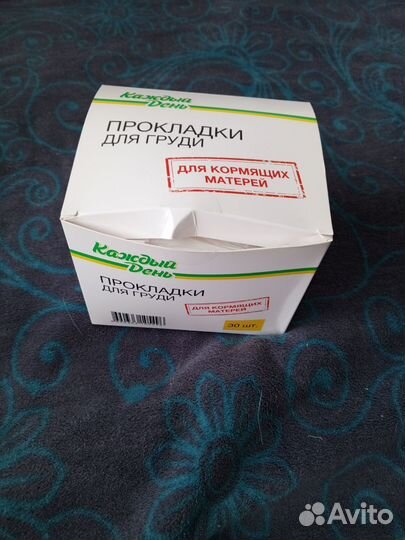 Каждый
День
ПРОКЛАДКИ
ДЛЯ ГРУДИ
ДЛЯ КОРМЯЩИХ
МАТЕРЕЙ
Каждый
День
ПРОКЛАДКИ
ДЛЯ ГРУДИ
ДЛЯ КОРМЯЩИХ
МАТЕРЕЙ
30 шт.
Avito